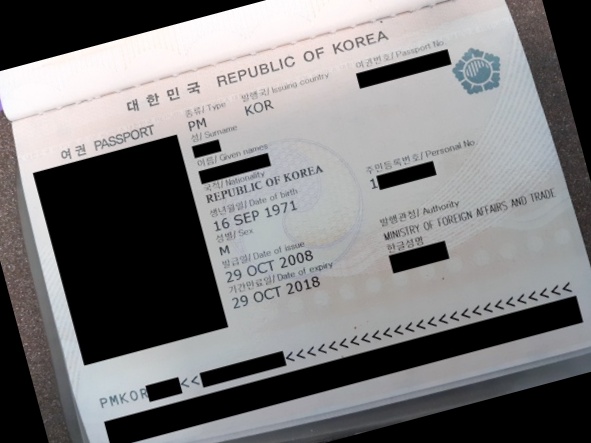 대한민국 REPUBLIC OF KOREA
여권 PASSPORT
종류/ Type 발행국/ Issuing country 여권번호/ Passport No.
PM KOR
성/ Surname
이름/ Given names
국적/ Nationality 주민등록번호/ Personal No.
REPUBLIC OF KOREA 1
생년월일/ Date of birth
16 SEP 1971
성별/ Sex 발행관청/ Authority
M MINISTRY OF FOREIGN AFFAIRS AND TRADE
발급일/ Date of issue 한글성명
29 OCT 2008
기간만료일/ Date of expiry
29 OCT 2018
PMKOR<<<<<<<<<<<<<<<<<<<<<<<<<<<<